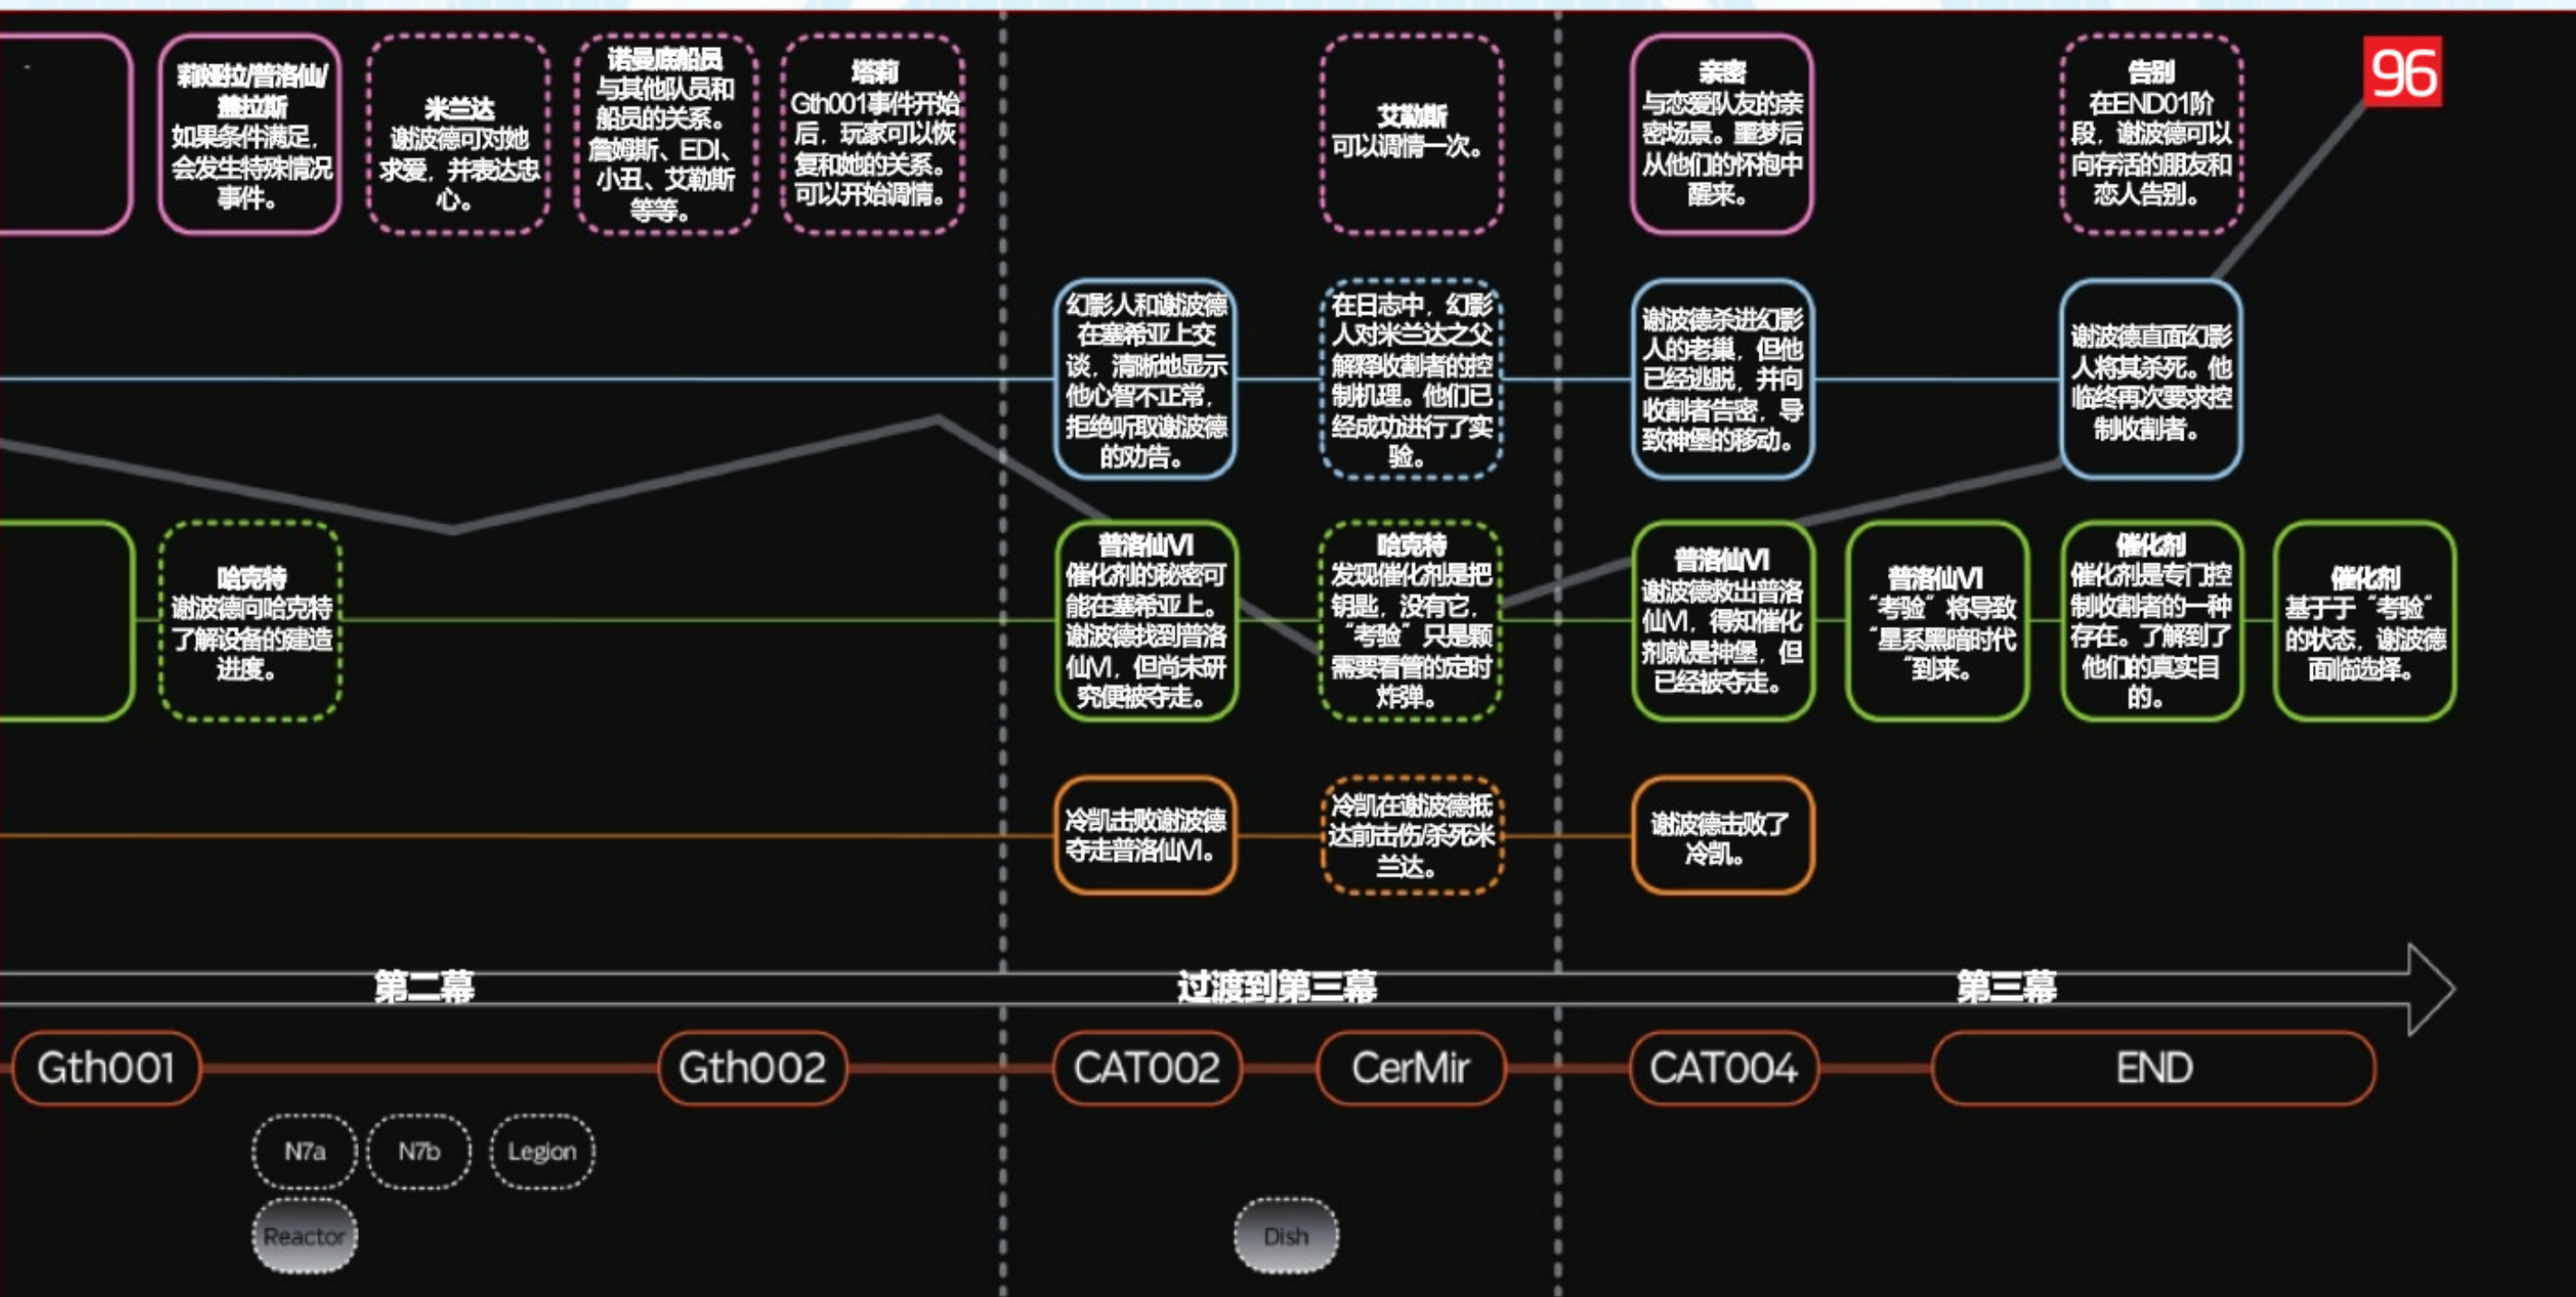 莉娅拉/普洛仙/
盖拉斯
如果条件满足，
会发生特殊情况
事件。
米兰达
谢波德可对她
求爱，并表达忠
心。
诺曼底船员
与其他队员和
船员的关系。
詹姆斯、EDI、
小丑、艾勒斯
等等。
塔莉
Gth001事件开始
后，玩家可以恢
复和她的关系。
可以开始调情。
艾勒斯
可以调情一次。
亲密
与恋爱队友的亲
密场景。噩梦后
从他们的怀抱中
醒来。
告别
在END01阶
段，谢波德可以
向存活的朋友和
恋人告别。
96
幻影人和谢波德
在塞希亚上交
谈，清晰地显示
他心智不正常，
拒绝听取谢波德
的劝告。
在日志中，幻影
人对米兰达之父
解释收割者的控
制机理。他们已
经成功进行了实
验。
谢波德杀进幻影
人的老巢，但他
已经逃脱，并向
收割者告密，导
致神堡的移动。
谢波德直面幻影
人将其杀死。他
临终再次要求控
制收割者。
哈克特
谢波德向哈克特
了解设备的建造
进度。
普洛仙VI
催化剂的秘密可
能在塞希亚上。
谢波德找到普洛
仙VI，但尚未研
究便被夺走。
哈克特
发现催化剂是把
钥匙，没有它，
“考验”只是颗
需要看管的定时
炸弹。
普洛仙VI
谢波德救出普洛
仙VI，得知催化
剂就是神堡，但
已经被夺走。
普洛仙VI
“考验”将导致
“星系黑暗时代
”到来。
催化剂
催化剂是专门控
制收割者的一种
存在。了解到了
他们的真实目
的。
催化剂
基于于“考验”
的状态，谢波德
面临选择。
冷凯击败谢波德
夺走普洛仙VI。
冷凯在谢波德抵
达前击伤/杀死米
兰达。
谢波德击败了
冷凯。
第二幕
过渡到第三幕
第三幕
Gth001
Gth002
CAT002
CerMir
CAT004
END
N7a
N7b
Legion
Reactor
Dish